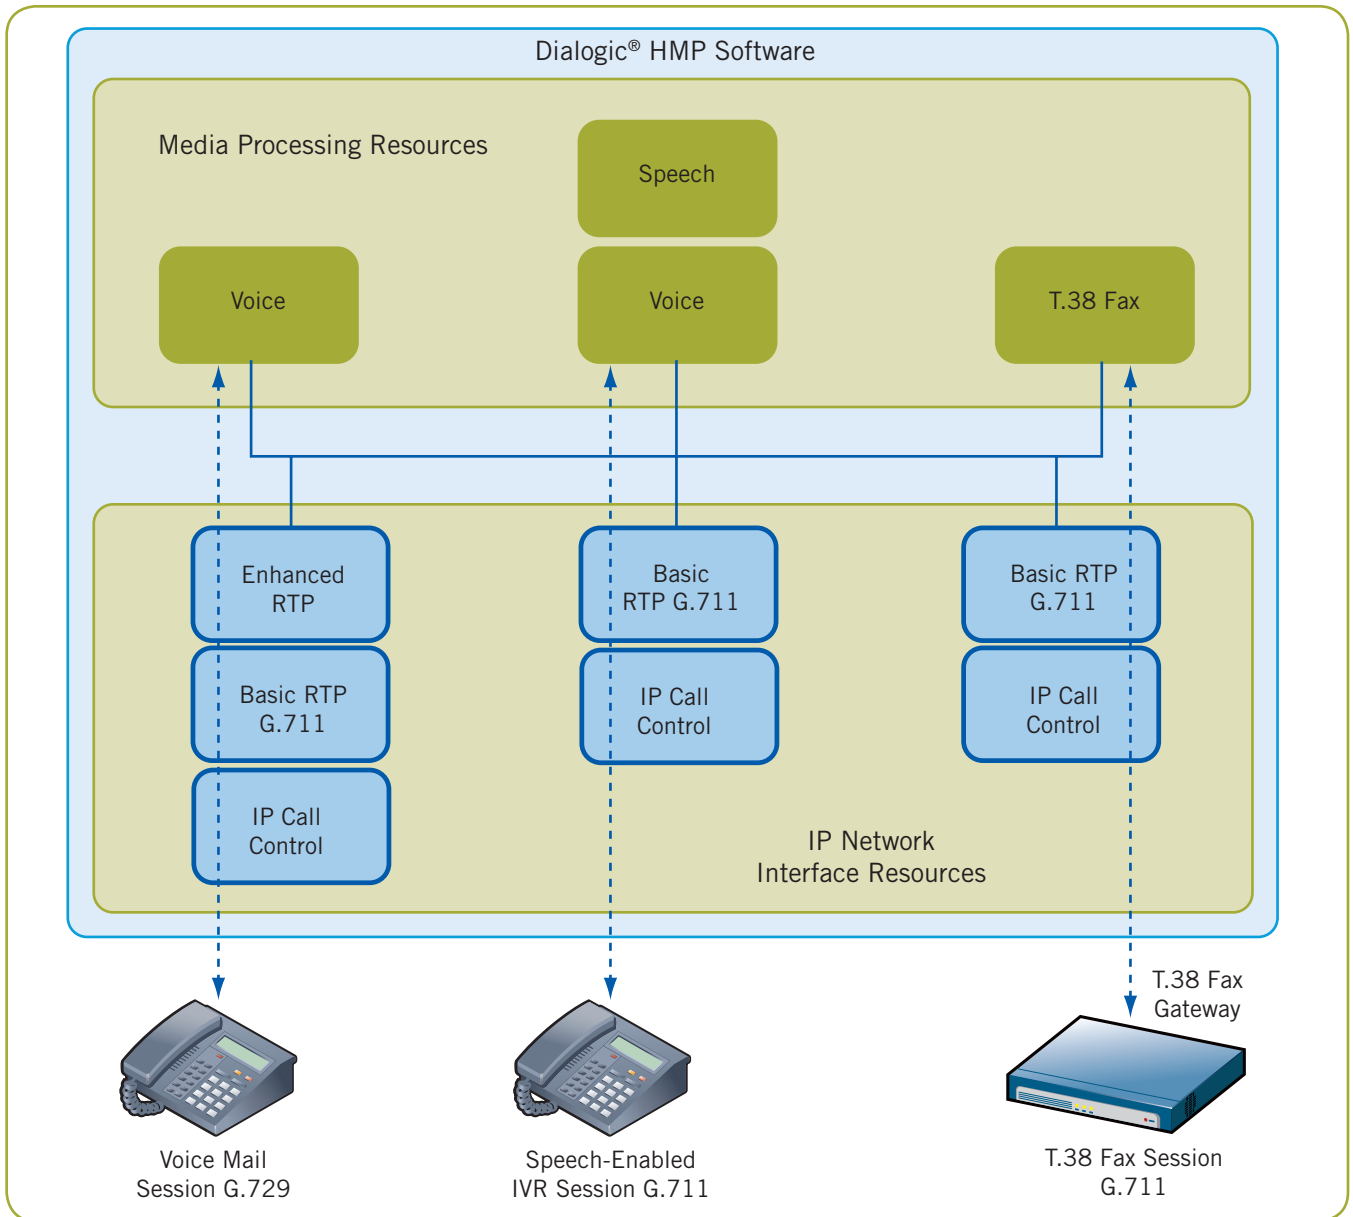 Dialogic® HMP Software
Media Processing Resources
Speech
Voice
Voice
T.38 Fax
Enhanced
RTP
Basic
RTP G.711
Basic RTP
G.711
Basic RTP
G.711
IP Call
Control
IP Call
Control
IP Call
Control
IP Network
Interface Resources
T.38 Fax
Gateway
Voice Mail
Session G.729
Speech-Enabled
IVR Session G.711
T.38 Fax Session
G.711